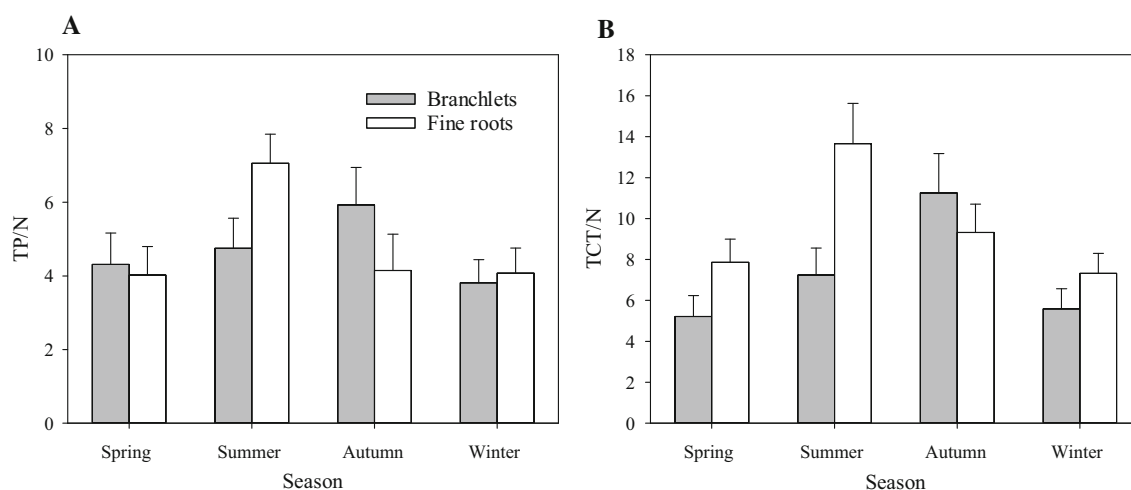 A
B
10
8
6
4
2
0
TP/N
Branchlets
Fine roots
Spring Summer Autumn Winter
Season
18
16
14
12
10
8
6
4
2
0
TCT/N
Spring Summer Autumn Winter
Season